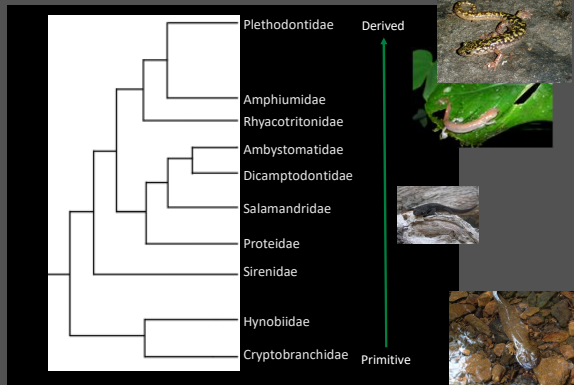 Plethodontidae
Derived
Amphiumidae
Rhyacotritonidae
Ambystomatidae
Dicamptodontidae
Salamandridae
Proteidae
Sirenidae
Hynobiidae
Cryptobranchidae
Primitive